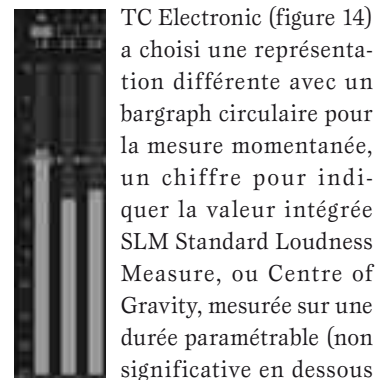 TC Electronic (figure 14)
a choisi une représenta-
tion différente avec un
bargraph circulaire pour
la mesure momentanée,
un chiffre pour indi-
quer la valeur intégrée
SLM Standard Loudness
Measure, ou Centre of
Gravity, mesurée sur une
durée paramétrable (non
significative en dessous